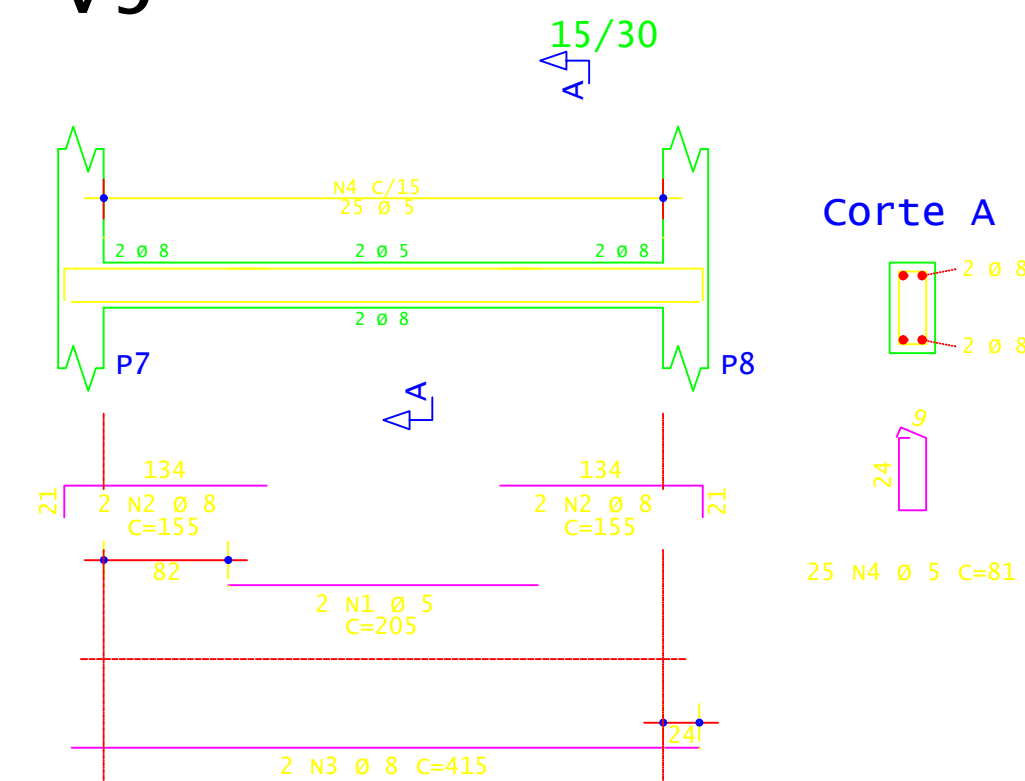 15/30
A
N4 C/15
25 Ø 5
Corte A
2 Ø 8
2 Ø 5
2 Ø 8
2 Ø 8
2 Ø 8
2 Ø 8
P7
P8
A
9
134
134
24
21
2 N2 Ø 8
2 N2 Ø 8
21
C=155
C=155
82
25 N4 Ø 5 C=81
2 N1 Ø 5
C=205
24
2 N3 Ø 8 C=415